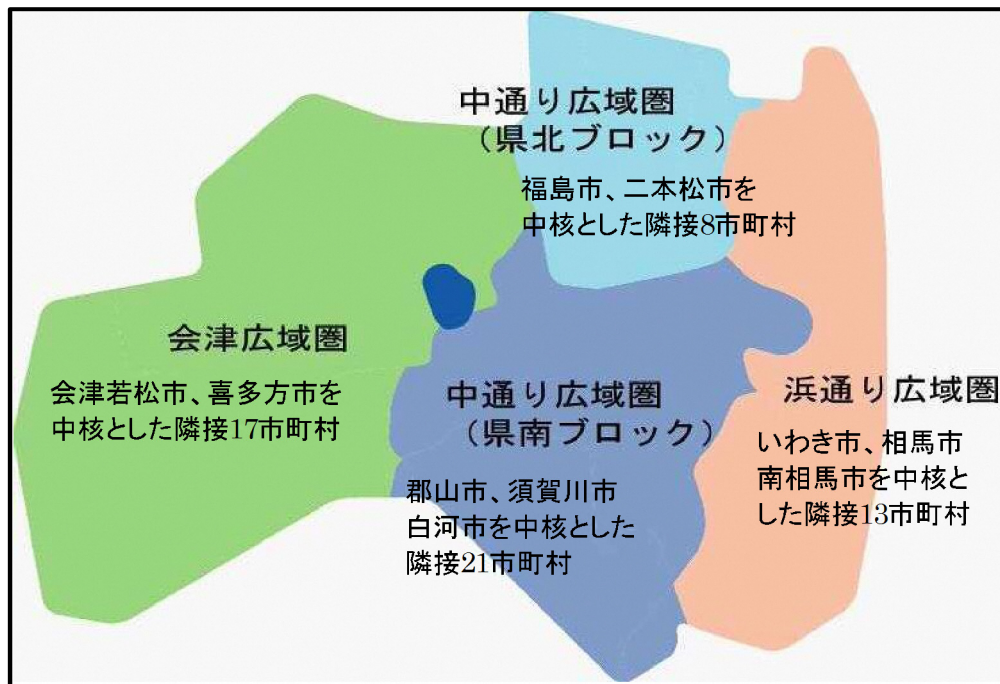 中通り広域圏
(県北ブロック)
福島市、二本松市を
中核とした隣接8市町村
会津広域圏
会津若松市、喜多方市を
中核とした隣接17市町村
中通り広域圏
(県南ブロック)
郡山市、須賀川市
白河市を中核とした
隣接21市町村
浜通り広域圏
いわき市、相馬市
南相馬市を中核と
した隣接13市町村